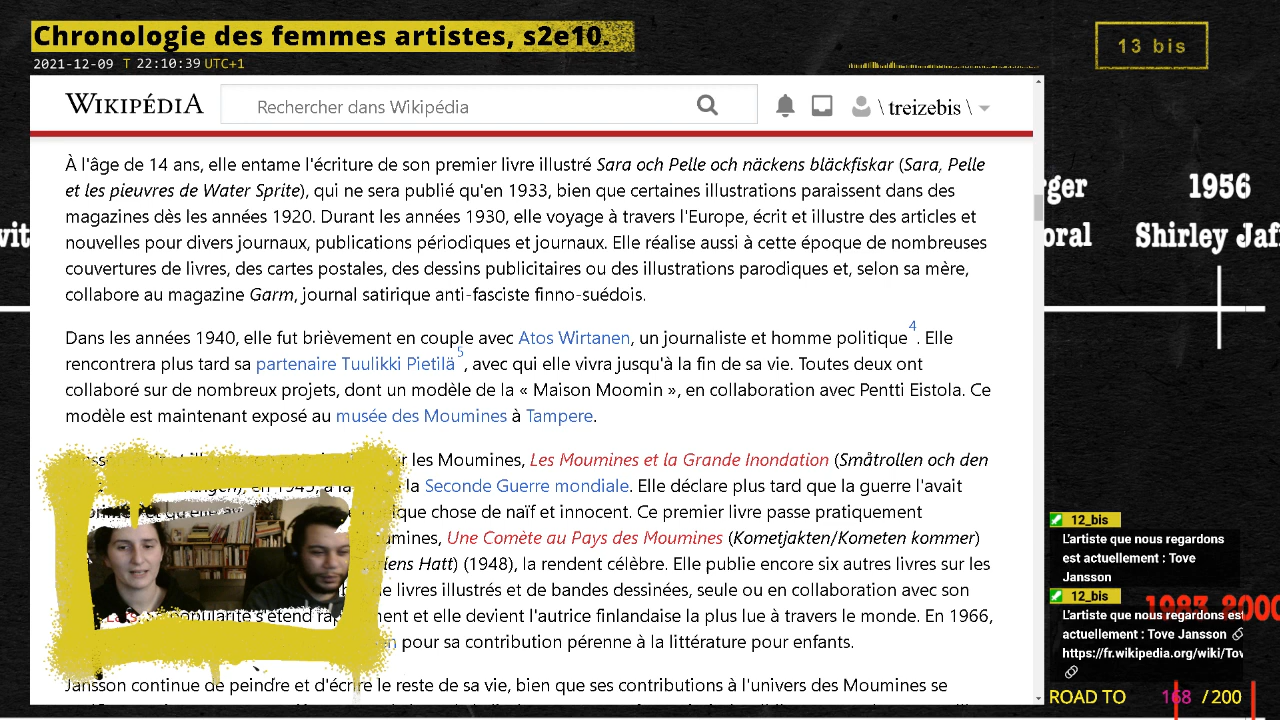 Chronologie des femmes artistes, s2e10.
2021-12-09 T 22:10:39 UTC+1
13 bis
WIKIPÉDIA
Rechercher dans Wikipédia
\ treizebis \
À l'âge de 14 ans, elle entame l'écriture de son premier livre illustré Sara och Pelle och näckens bläckfiskar (Sara, Pelle
et les pieuvres de Water Sprite), qui ne sera publié qu'en 1933, bien que certaines illustrations paraissent dans des
magazines dès les années 1920. Durant les années 1930, elle voyage à travers l'Europe, écrit et illustre des articles et
nouvelles pour divers journaux, publications périodiques et journaux. Elle réalise aussi à cette époque de nombreuses
couvertures de livres, des cartes postales, des dessins publicitaires ou des illustrations parodiques et, selon sa mère,
collabore au magazine Garm, journal satirique anti-fasciste finno-suédois.
Dans les années 1940, elle fut brièvement en couple avec Atos Wirtanen, un journaliste et homme politique 4. Elle
rencontrera plus tard sa partenaire Tuulikki Pietilä 5, avec qui elle vivra jusqu'à la fin de sa vie. Toutes deux ont
collaboré sur de nombreux projets, dont un modèle de la « Maison Moomin », en collaboration avec Pentti Eistola. Ce
modèle est maintenant exposé au musée des Moumines à Tampere.
les Moumines, Les Moumines et la Grande Inondation (Småtrollen och den
en 1945, à la la Seconde Guerre mondiale. Elle déclare plus tard que la guerre l'avait
que chose de naïf et innocent. Ce premier livre passe pratiquement
Une Comète au Pays des Moumines (Kometjakten/Kometen kommer)
Hatt) (1948), la rendent célèbre. Elle publie encore six autres livres sur les
livres illustrés et de bandes dessinées, seule ou en collaboration avec son
popularité s'étend et elle devient l'autrice finlandaise la plus lue à travers le monde. En 1966,
pour sa contribution pérenne à la littérature pour enfants.
Jansson continue de peindre et d'écrire le reste de sa vie, bien que ses contributions à l'univers des Moumines se
vit
rger
oral
1956
Shirley Jaf
12_bis
L'artiste que nous regardons
est actuellement : Tove
Jansson
12_bis
L'artiste que nous regardons est
actuellement : Tove Jansson
https://fr.wikipedia.org/wiki/Tov
ROAD TO 168 / 200